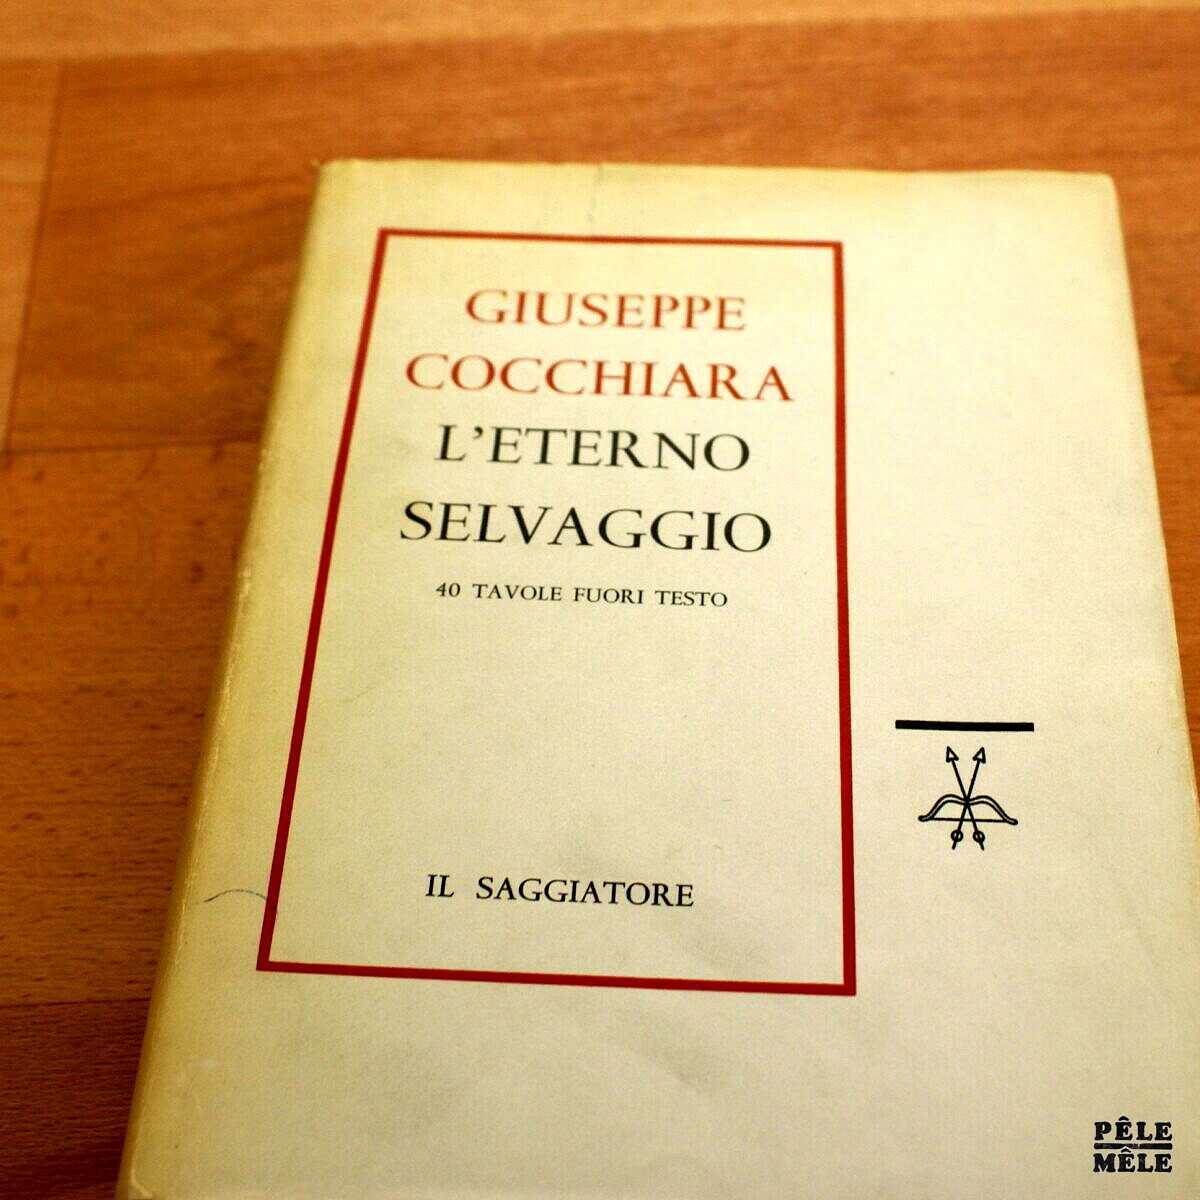 GIUSEPPE
COCCHIARA
L'ETERNO
SELVAGGIO
40 TAVOLE FUORI TESTO
IL SAGGIATORE
PÊLE
MÊLE